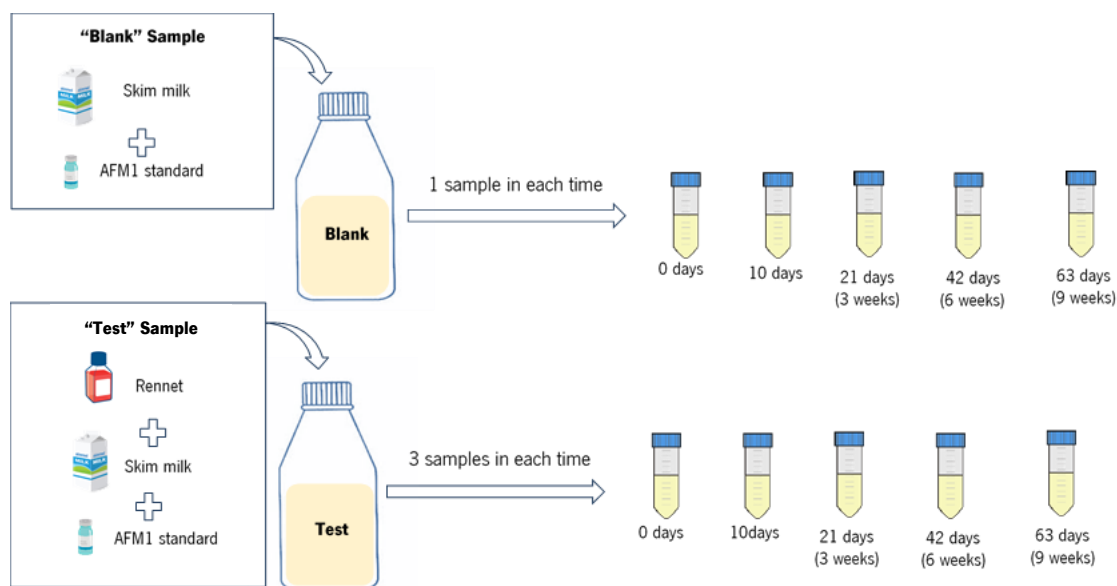 “Blank” Sample
Skim milk
AFM1 standard
Blank
1 sample in each time
0 days
10 days
21 days
(3 weeks)
42 days
(6 weeks)
63 days
(9 weeks)
“Test” Sample
Rennet
Skim milk
AFM1 standard
Test
3 samples in each time
0 days
10days
21 days
(3 weeks)
42 days
(6 weeks)
63 days
(9 weeks)